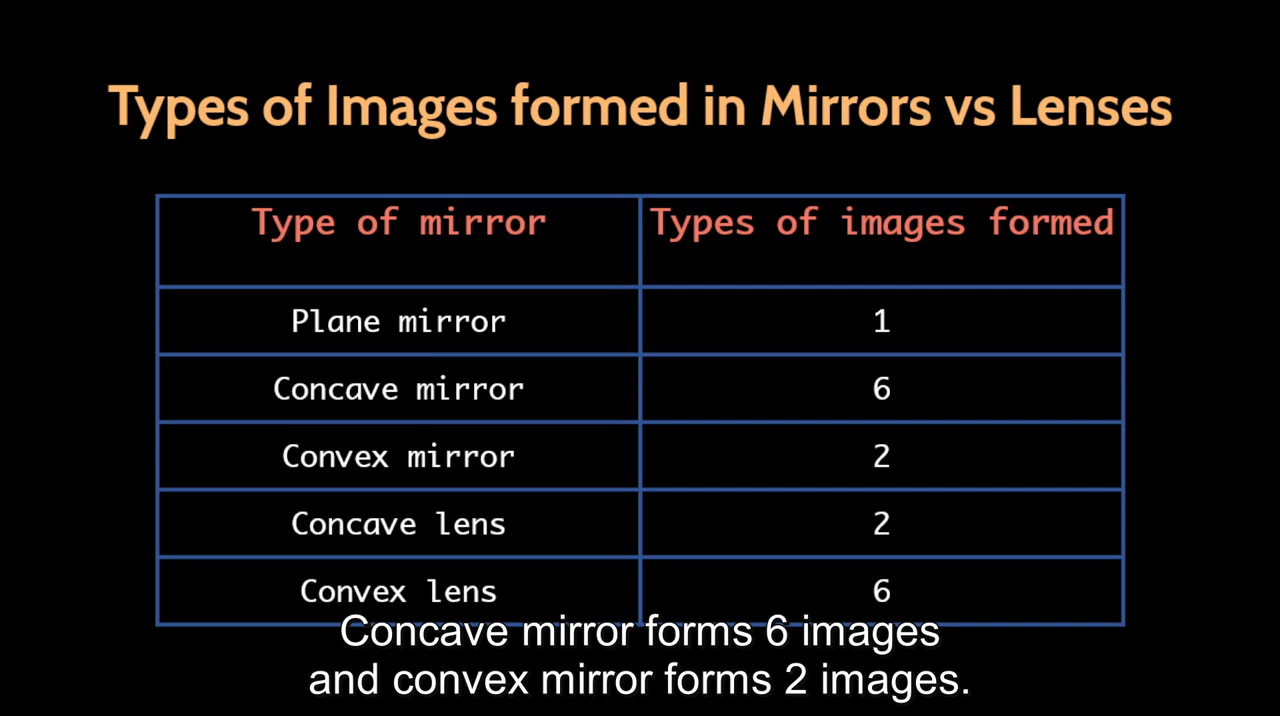 Types of Images formed in Mirrors vs Lenses
Type of mirror Types of images formed
Plane mirror 1
Concave mirror 6
Convex mirror 2
Concave lens 2
Convex lens 6
Concave mirror forms 6 images
and convex mirror forms 2 images.